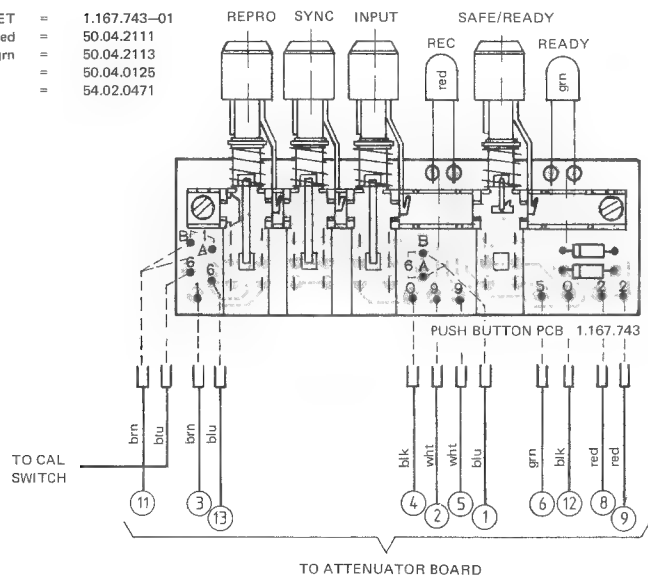 ET = 1.167.743—01
ed = 50.04.2111
grn = 50.04.2113
= 50.04.0125
= 54.02.0471
REPRO SYNC INPUT SAFE/READY
REC READY
red grn
B
A
6 6
1
B
6 A
0 9 9 5 0 2 2
PUSH BUTTON PCB 1.167.743
brn blu brn blu blk wht wht blu grn blk red red
TO CAL
SWITCH
11 3 13 4 2 5 1 6 12 8 9
TO ATTENUATOR BOARD